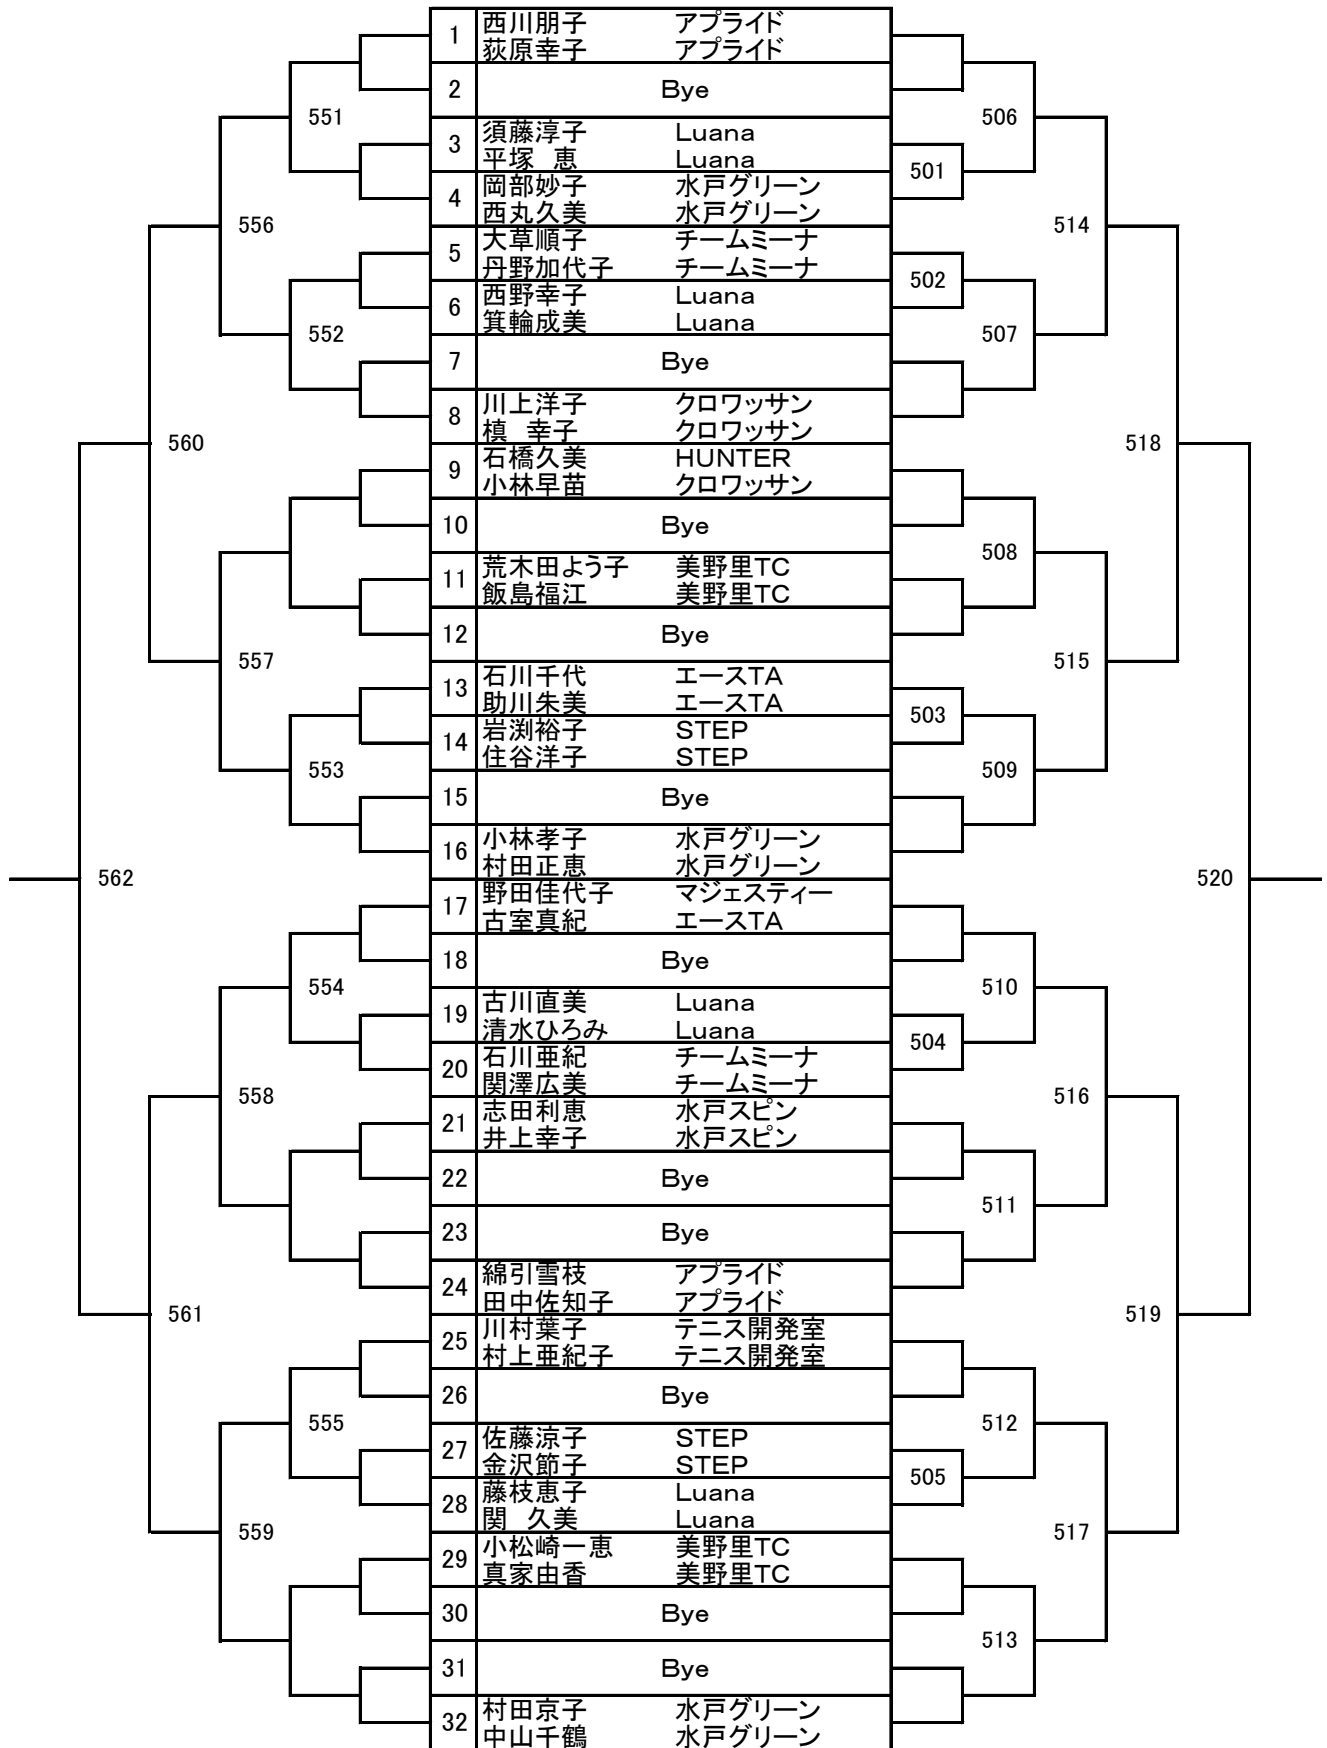 1 西川朋子 アプライド
荻原幸子 アプライド
2 Bye
551 506
3 須藤淳子 Luana
平塚 恵 Luana
501
4 岡部妙子 水戸グリーン
西丸久美 水戸グリーン
556 514
5 大草順子 チームミーナ
丹野加代子 チームミーナ
502
6 西野幸子 Luana
箕輪成美 Luana
552 507
7 Bye
8 川上洋子 クロワッサン
槙 幸子 クロワッサン
560 518
9 石橋久美 HUNTER
小林早苗 クロワッサン
10 Bye
508
11 荒木田よう子 美野里TC
飯島福江 美野里TC
12 Bye
557 515
13 石川千代 エースTA
助川朱美 エースTA
503
14 岩渕裕子 STEP
住谷洋子 STEP
553 509
15 Bye
16 小林孝子 水戸グリーン
村田正恵 水戸グリーン
562 520
17 野田佳代子 マジェスティー
古室真紀 エースTA
18 Bye
554 510
19 古川直美 Luana
清水ひろみ Luana
504
20 石川亜紀 チームミーナ
関澤広美 チームミーナ
558 516
21 志田利恵 水戸スピン
井上幸子 水戸スピン
22 Bye
511
23 Bye
24 綿引雪枝 アプライド
田中佐知子 アプライド
561 519
25 川村葉子 テニス開発室
村上亜紀子 テニス開発室
26 Bye
555 512
27 佐藤涼子 STEP
金沢節子 STEP
505
28 藤枝恵子 Luana
関 久美 Luana
559 517
29 小松崎一恵 美野里TC
真家由香 美野里TC
30 Bye
513
31 Bye
32 村田京子 水戸グリーン
中山千鶴 水戸グリーン